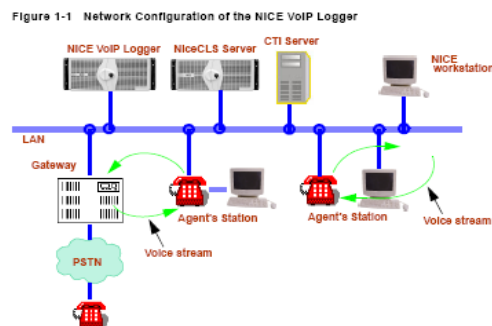 Figure 1-1 Network Configuration of the NICE VoIP Logger
NICE VoIP Logger
NiceCLS Server
CTI Server
NICE
workstation
LAN
Gateway
Agent's Station
Agent's Station
Voice stream
Voice stream
PSTN